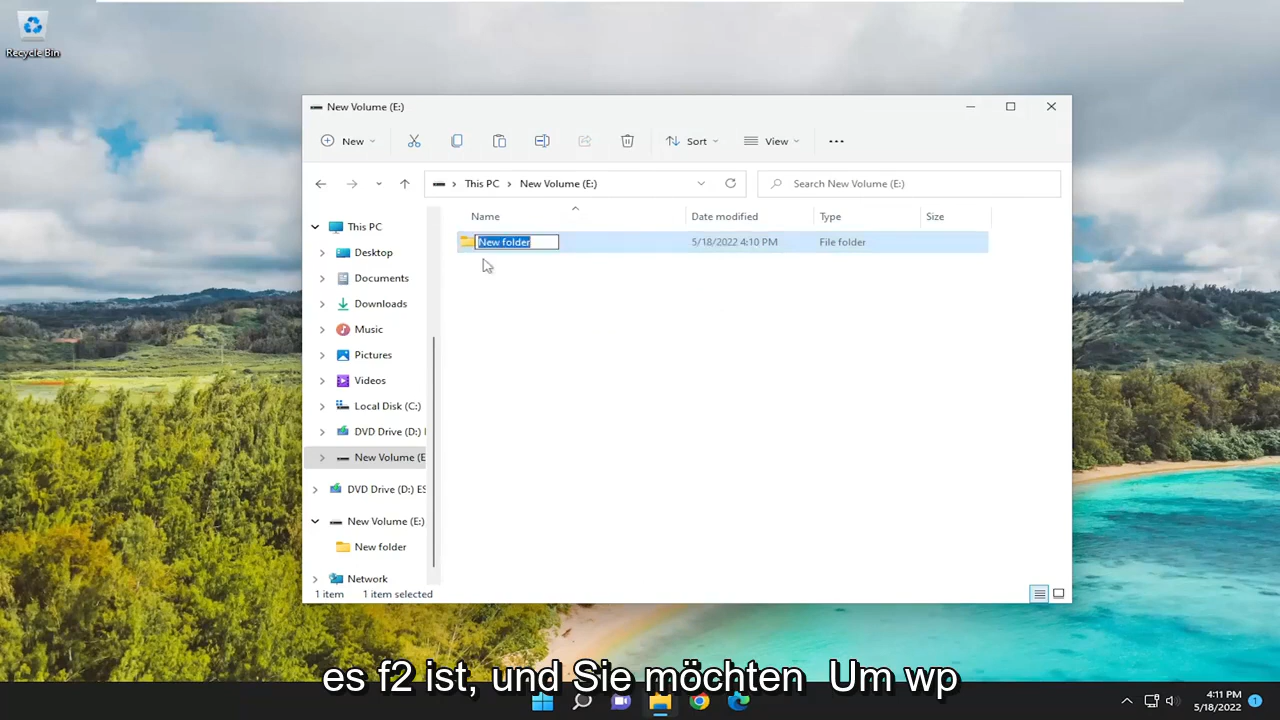 Recycle Bin
New Volume (E:)
New
Sort
View
This PC
New Volume (E:)
Search New Volume (E:)
Name
Date modified
Type
Size
New folder
5/18/2022 4:10 PM
File folder
This PC
Desktop
Documents
Downloads
Music
Pictures
Videos
Local Disk (C:)
DVD Drive (D:)
New Volume (E
DVD Drive (D:) ES
New Volume (E:)
New folder
Network
1 item
1 item selected
es f2 ist, und Sie möchten Um wp
4:11 PM
5/18/2022
1